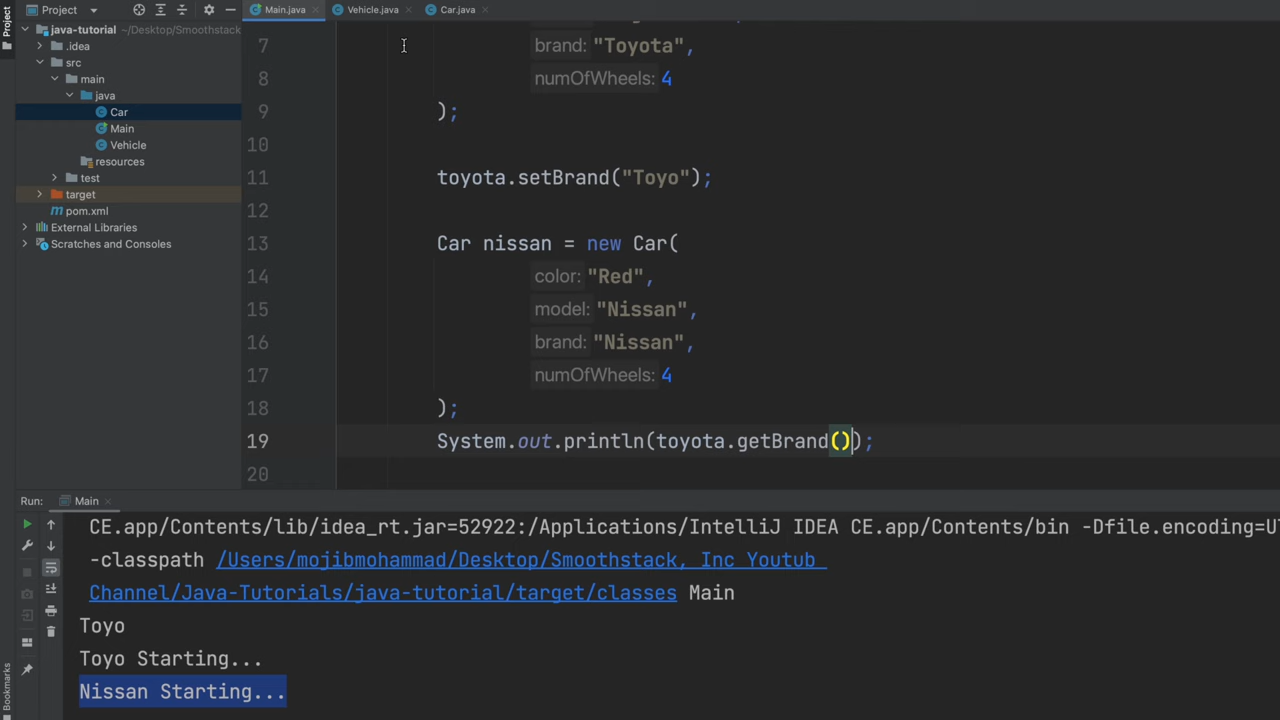 Project
Main.java
Vehicle.java
Car.java
Project
java-tutorial ~/Desktop/Smoothstack
.idea
src
main
java
Car
Main
Vehicle
resources
test
target
pom.xml
External Libraries
Scratches and Consoles
7 brand: "Toyota",
8 numOfWheels: 4
9 );
10
11 toyota.setBrand("Toyo");
12
13 Car nissan = new Car(
14 color: "Red",
15 model: "Nissan",
16 brand: "Nissan",
17 numOfWheels: 4
18 );
19 System.out.println(toyota.getBrand());
20
Run: Main
CE.app/Contents/lib/idea_rt.jar=52922:/Applications/IntelliJ IDEA CE.app/Contents/bin -Dfile.encoding=UT
-classpath /Users/mojibmohammad/Desktop/Smoothstack, Inc Youtub
Channel/Java-Tutorials/java-tutorial/target/classes Main
Toyo
Toyo Starting...
Nissan Starting...
Bookmarks